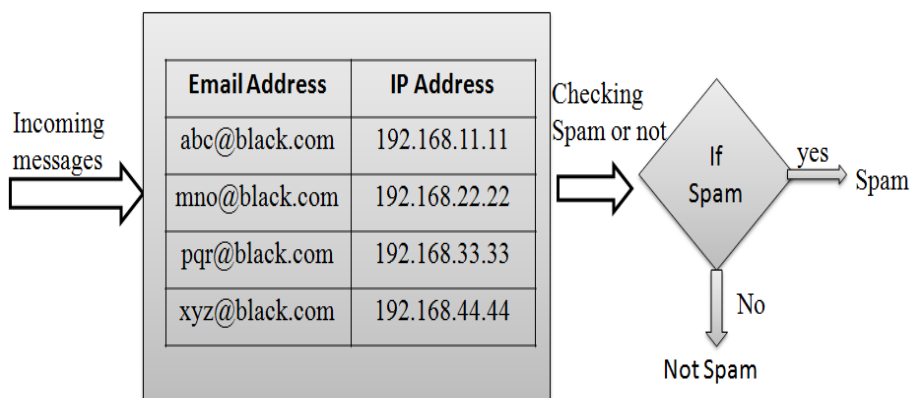 Incoming
messages
Email Address IP Address
abc@black.com 192.168.11.11
mno@black.com 192.168.22.22
pqr@black.com 192.168.33.33
xyz@black.com 192.168.44.44
Checking
Spam or not
If
Spam
yes
Spam
No
Not Spam